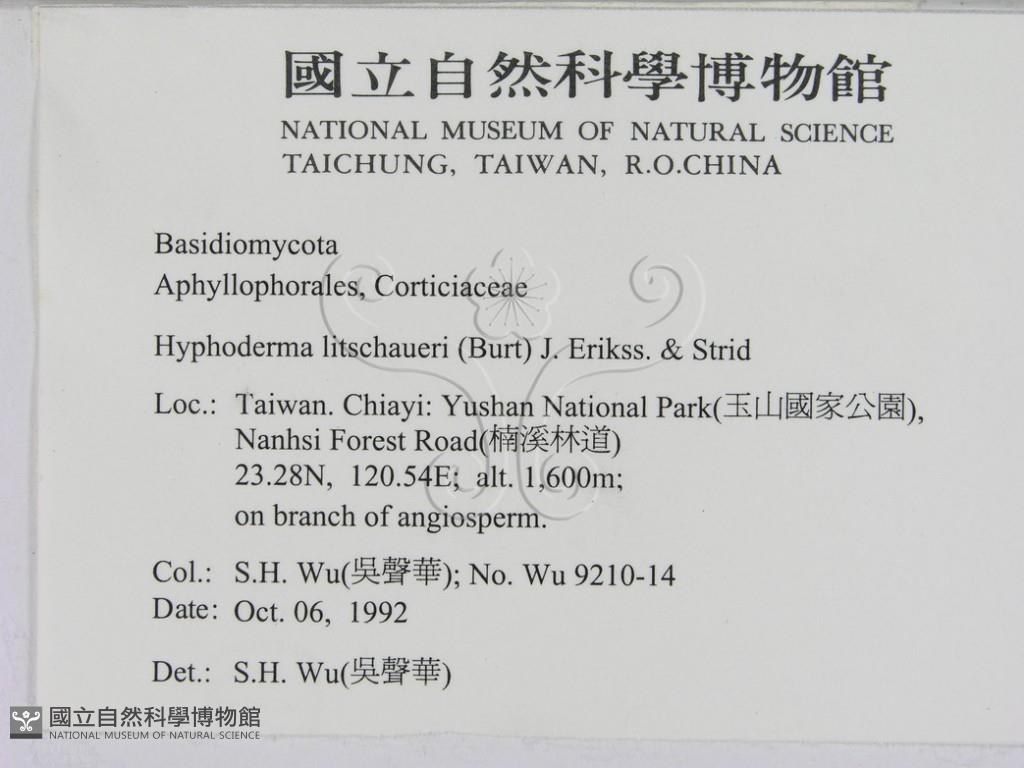 國立自然科學博物館
NATIONAL MUSEUM OF NATURAL SCIENCE
TAICHUNG, TAIWAN, R.O.CHINA
Basidiomycota
Aphyllophorales, Corticiaceae
Hyphoderma litschaueri (Burt) J. Erikss. & Strid
Loc.: Taiwan. Chiayi: Yushan National Park(玉山國家公園),
Nanhsi Forest Road(楠溪林道)
23.28N, 120.54E; alt. 1,600m;
on branch of angiosperm.
Col.: S.H. Wu(吳聲華); No. Wu 9210-14
Date: Oct. 06, 1992
Det.: S.H. Wu(吳聲華)
國立自然科學博物館
NATIONAL MUSEUM OF NATURAL SCIENCE